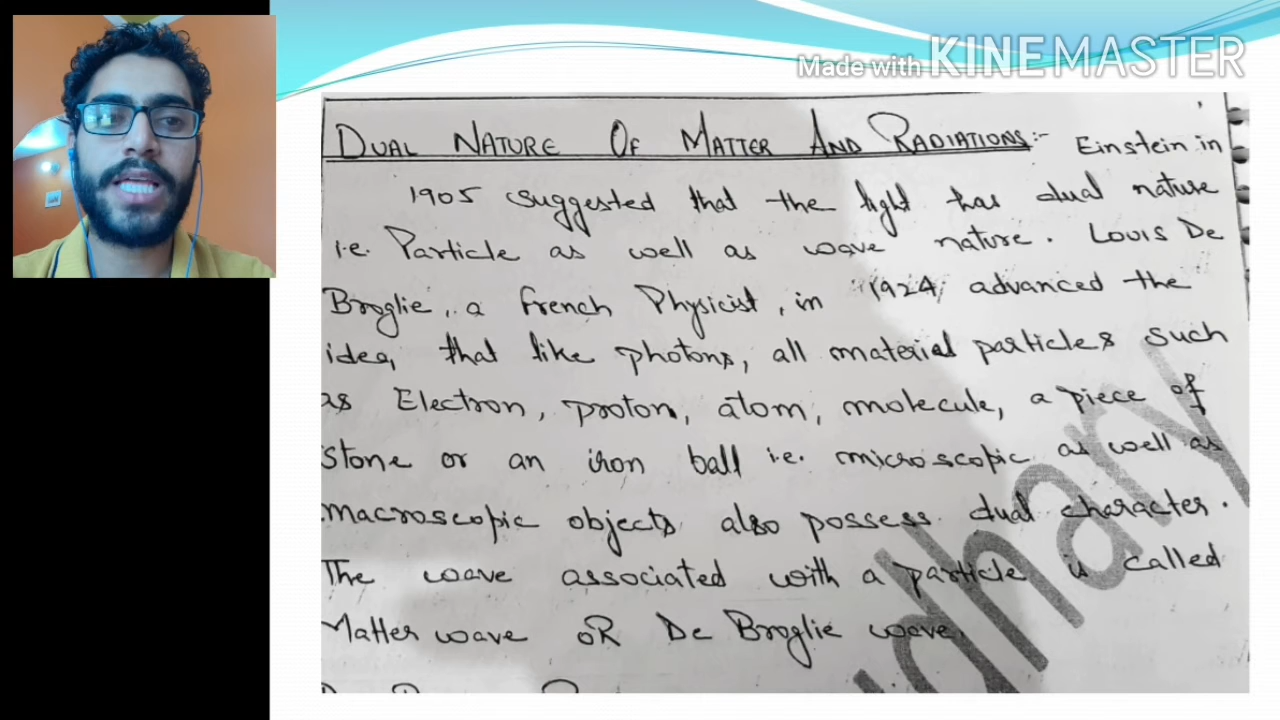 Made with KINEMASTER
DUAL NATURE OF MATTER AND RADIATIONS:- Einstein in
1905 suggested that the light has dual nature
i.e. Particle as well as wave nature. Louis De
Broglie, a French Physicist, in 1924, advanced the
idea, that like photons, all material particles such
as Electron, proton, atom, molecule, a piece of
stone or an iron ball i.e. microscopic as well as
macroscopic objects also possess dual character.
The wave associated with a particle is called
Matter wave OR De Broglie wave.